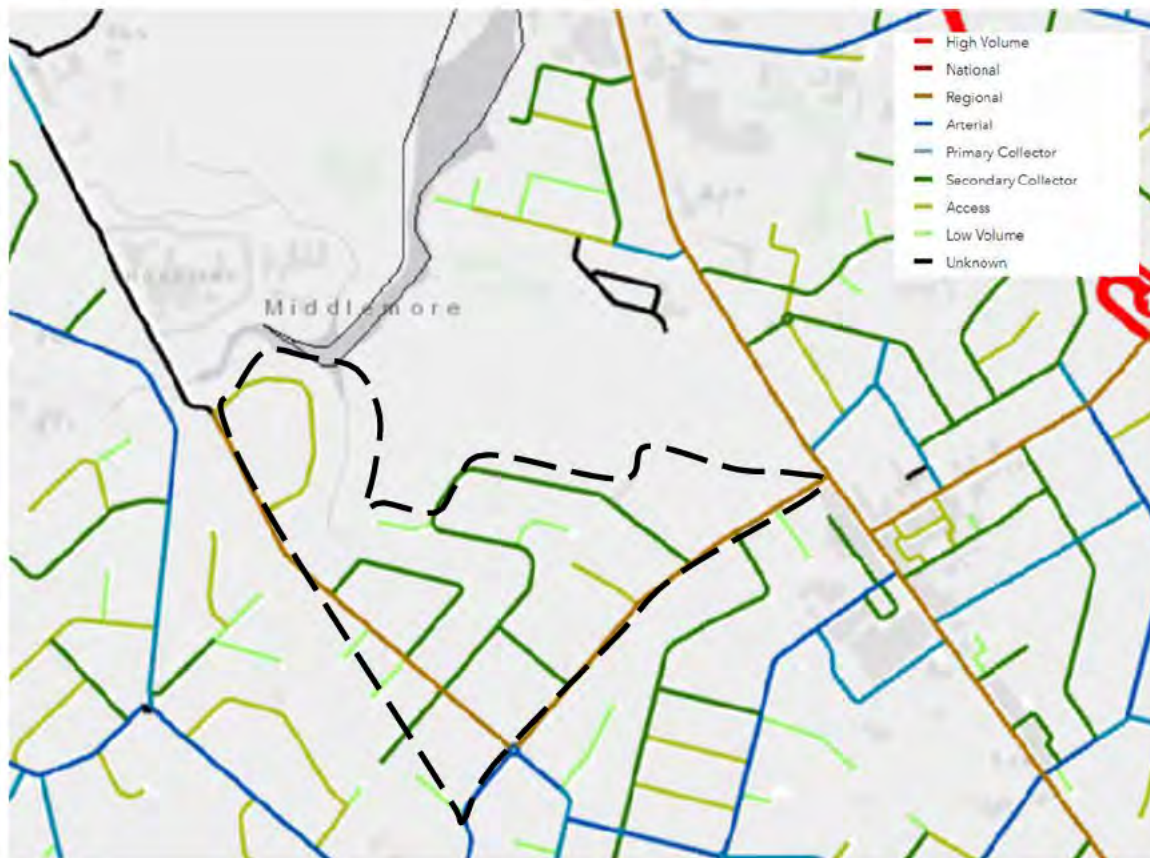 High Volume
National
Regional
Arterial
Primary Collector
Secondary Collector
Access
Low Volume
Unknown
Middlemore